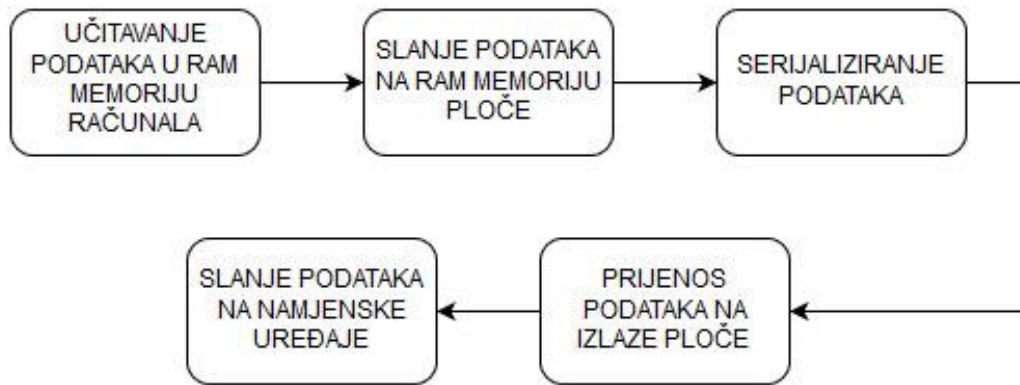 UČITAVANJE
PODATAKA U RAM
MEMORIJU
RAČUNALA
SLANJE PODATAKA
NA RAM MEMORIJU
PLOČE
SERIJALIZIRANJE
PODATAKA
PRIJENOS
PODATAKA NA
IZLAZE PLOČE
SLANJE PODATAKA
NA NAMJENSKE
UREĐAJE